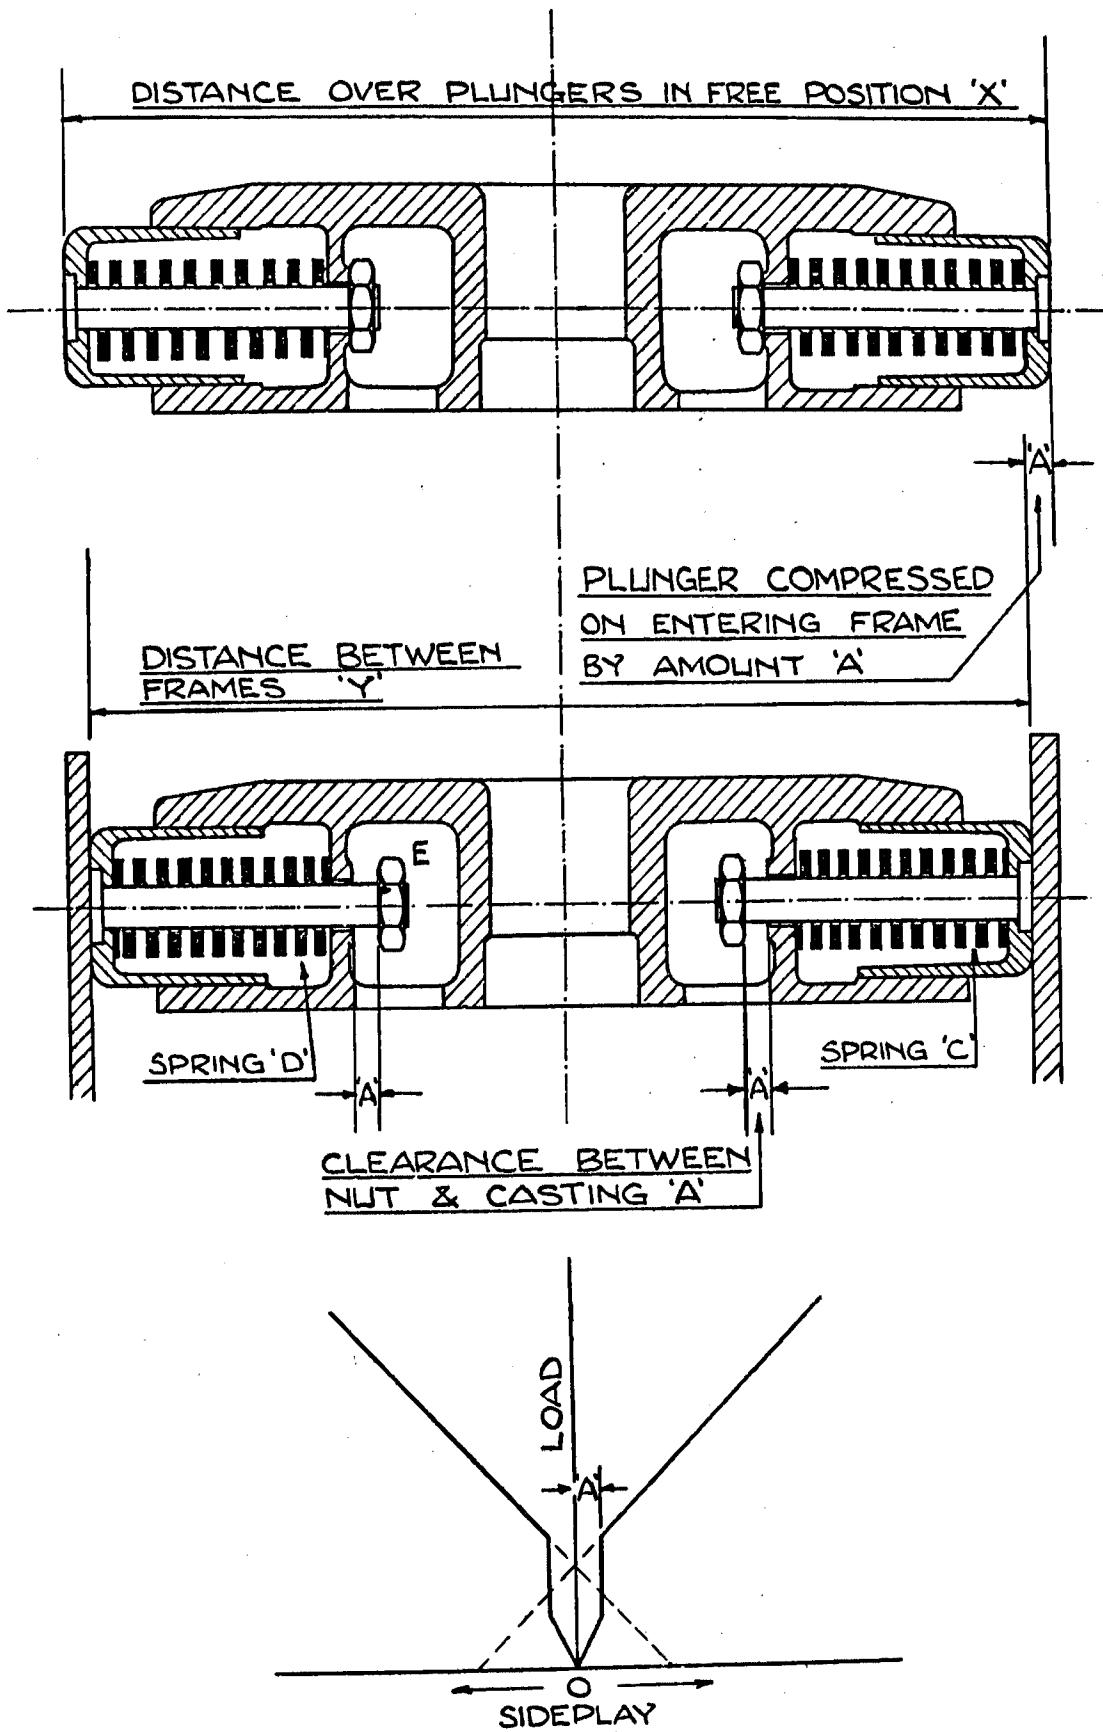 DISTANCE OVER PLUNGERS IN FREE POSITION 'X'
'A'
PLUNGER COMPRESSED
ON ENTERING FRAME
BY AMOUNT 'A'
DISTANCE BETWEEN
FRAMES 'Y'
E
SPRING 'D'
SPRING 'C'
'A'
'A'
CLEARANCE BETWEEN
NUT & CASTING 'A'
LOAD
'A'
O
SIDEPLAY